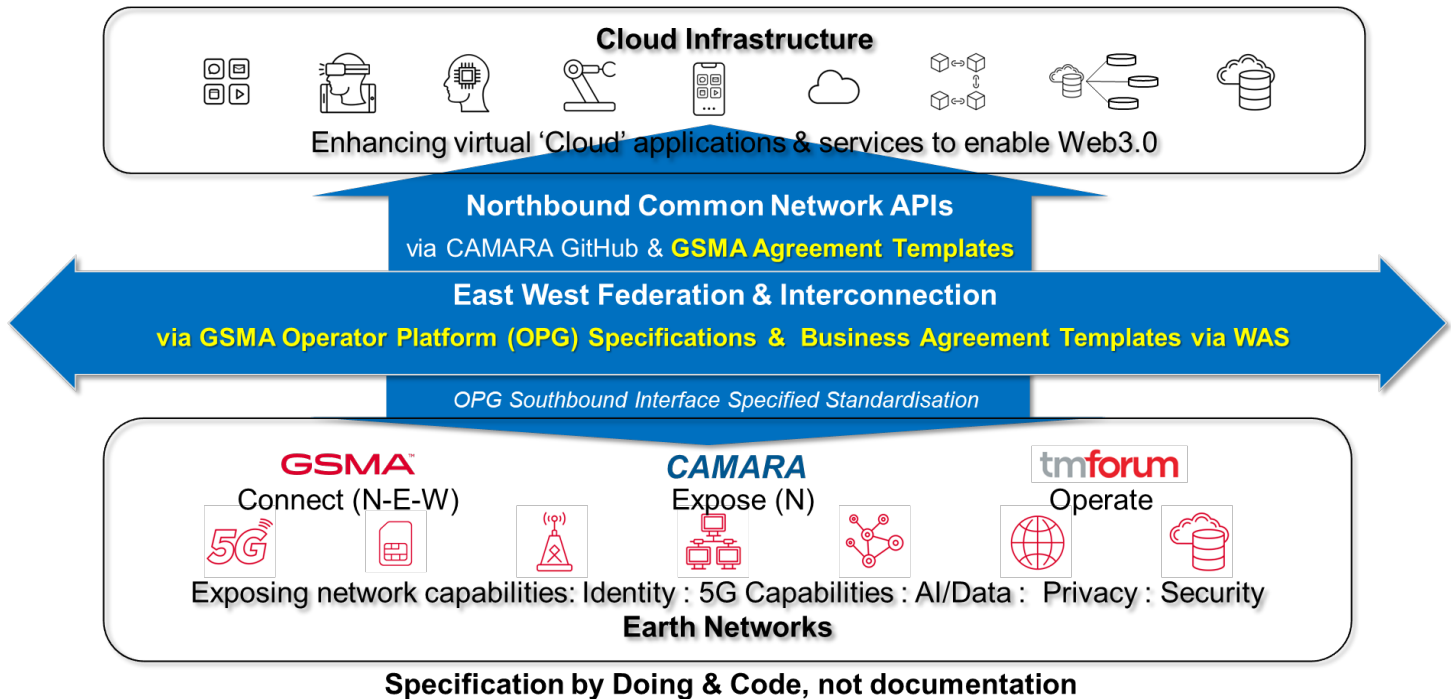 Cloud Infrastructure
Enhancing virtual ‘Cloud’ applications & services to enable Web3.0
Northbound Common Network APIs
via CAMARA GitHub & GSMA Agreement Templates
East West Federation & Interconnection
via GSMA Operator Platform (OPG) Specifications & Business Agreement Templates via WAS
OPG Southbound Interface Specified Standardisation
GSMA™ CAMARA tmforum
Connect (N-E-W) Expose (N) Operate
5G
Exposing network capabilities: Identity : 5G Capabilities : AI/Data : Privacy : Security
Earth Networks
Specification by Doing & Code, not documentation